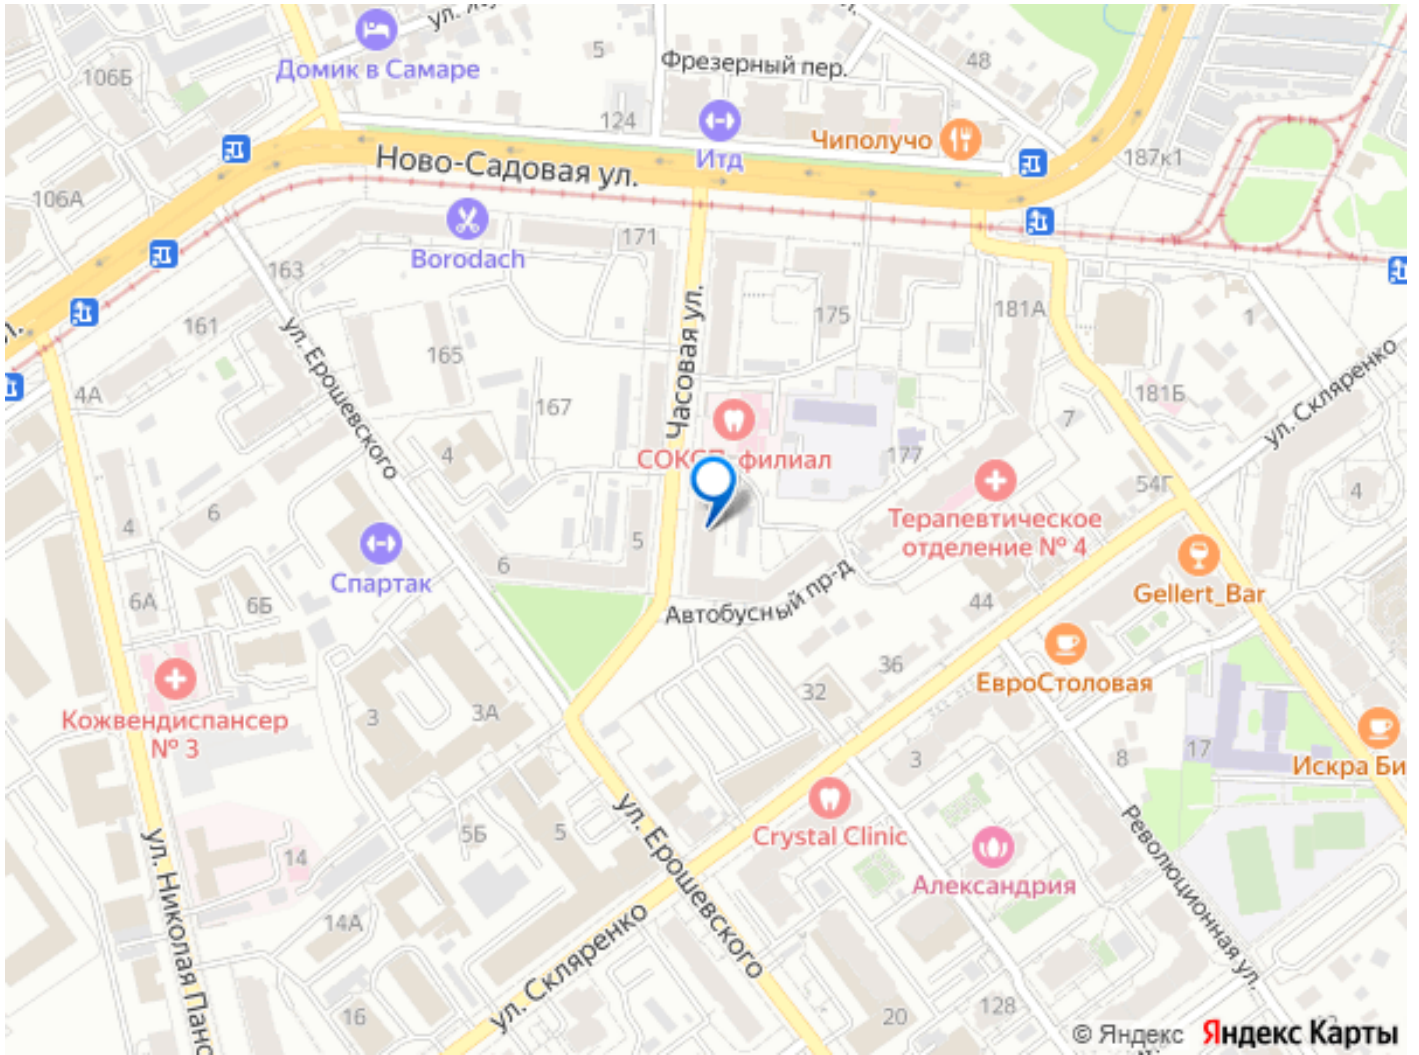 Домик в Самаре
5
Фрезерный пер.
48
106Б
124
Итд
Чиполучо
187к1
Ново-Садовая ул.
106А
Borodach
171
163
175
181А
1
161
165
ул. Ерошевского
Часовая ул.
4А
167
181Б
ул. Скляренко
7
СОКСП, филиал
177
4
54Г
4
6
4
Терапевтическое
отделение № 4
5
Спартак
6
Автобусный пр-д
44
Gellert_Bar
6А
6Б
36
ЕвроСтоловая
32
Кожвендиспансер
№ 3
3
3А
3
8
17
Искра Би
Crystal Clinic
5Б
5
ул. Ерошевского
Александрия
Революционная ул.
14
14А
ул. Николая Пано
ул. Скляренко
16
20
128
© Яндекс Яндекс Карты